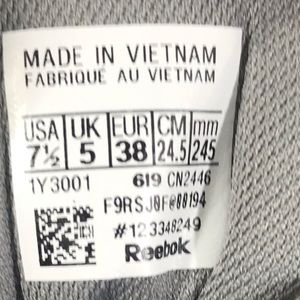 MADE IN VIETNAM
FABRIQUÉ AU VIETNAM
USA UK EUR CM mm
7½ 5 38 24.5 245
1Y3001 619 CN2446
F9RSJ0F@00194
#123348249
Reebok